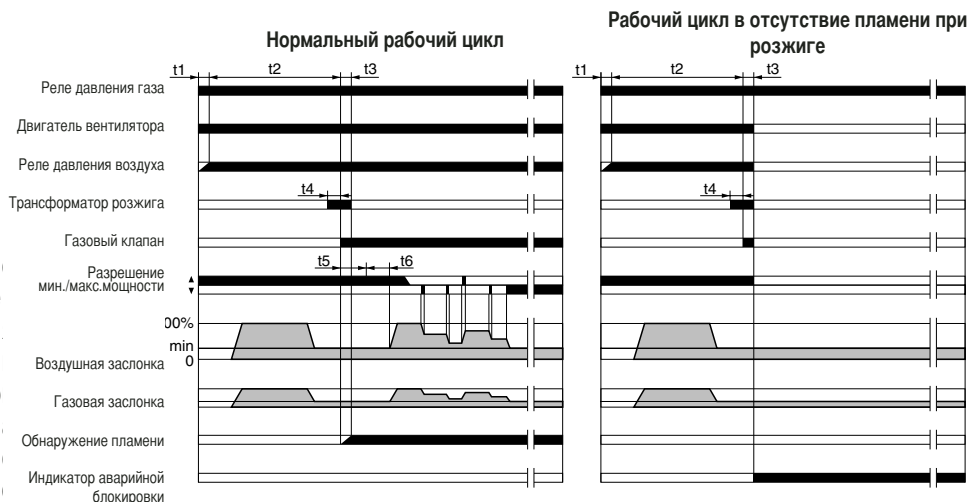 Рабочий цикл в отсутствие пламени при
розжиге
Нормальный рабочий цикл
t1 t2 t3
t1 t2 t3
Реле давления газа
Двигатель вентилятора
Реле давления воздуха
t4
t4
Трансформатор розжига
Газовый клапан
t5 t6
Разрешение
мин./макс.мощности
00%
min
0
Воздушная заслонка
Газовая заслонка
Обнаружение пламени
Индикатор аварийной
блокировки